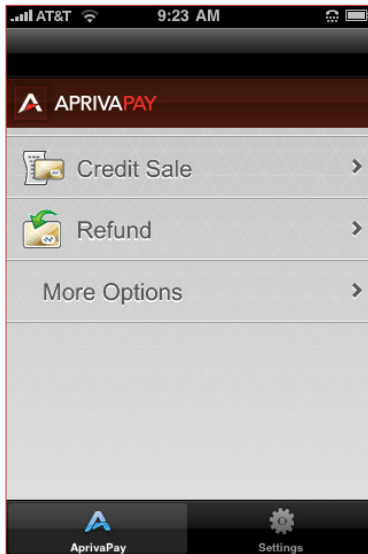 AT&T 9:23 AM
APRIVAPAY
Credit Sale
Refund
More Options
AprivaPay Settings